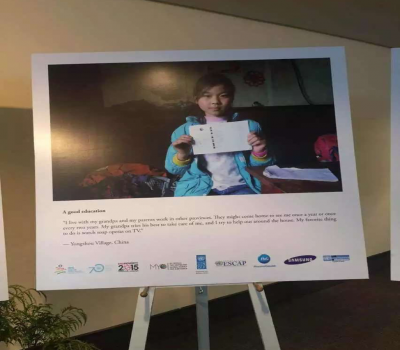 A good education
"I live with my grandpa and my parents work in other provinces. They might come home to see me once a year or once
every two years. My grandpa tries his best to take care of me, and I try to help out around the house. My favorite thing
to do is watch soap operas on TV."
— Yongzhou Village, China
70 2015 MY ESCAP SAMSUNG